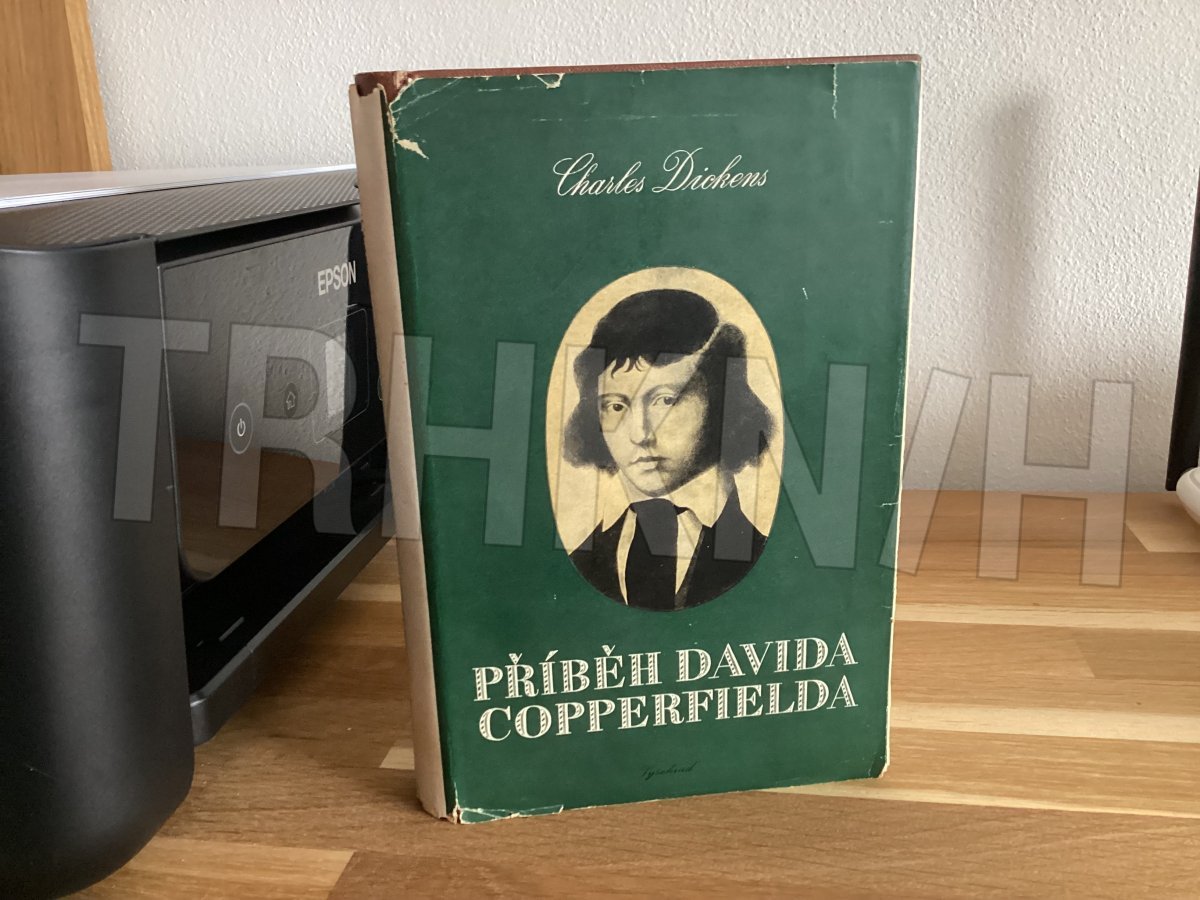 Charles Dickens
EPSON
TRHKNIH
PŘÍBĚH DAVIDA
COPPERFIELDA